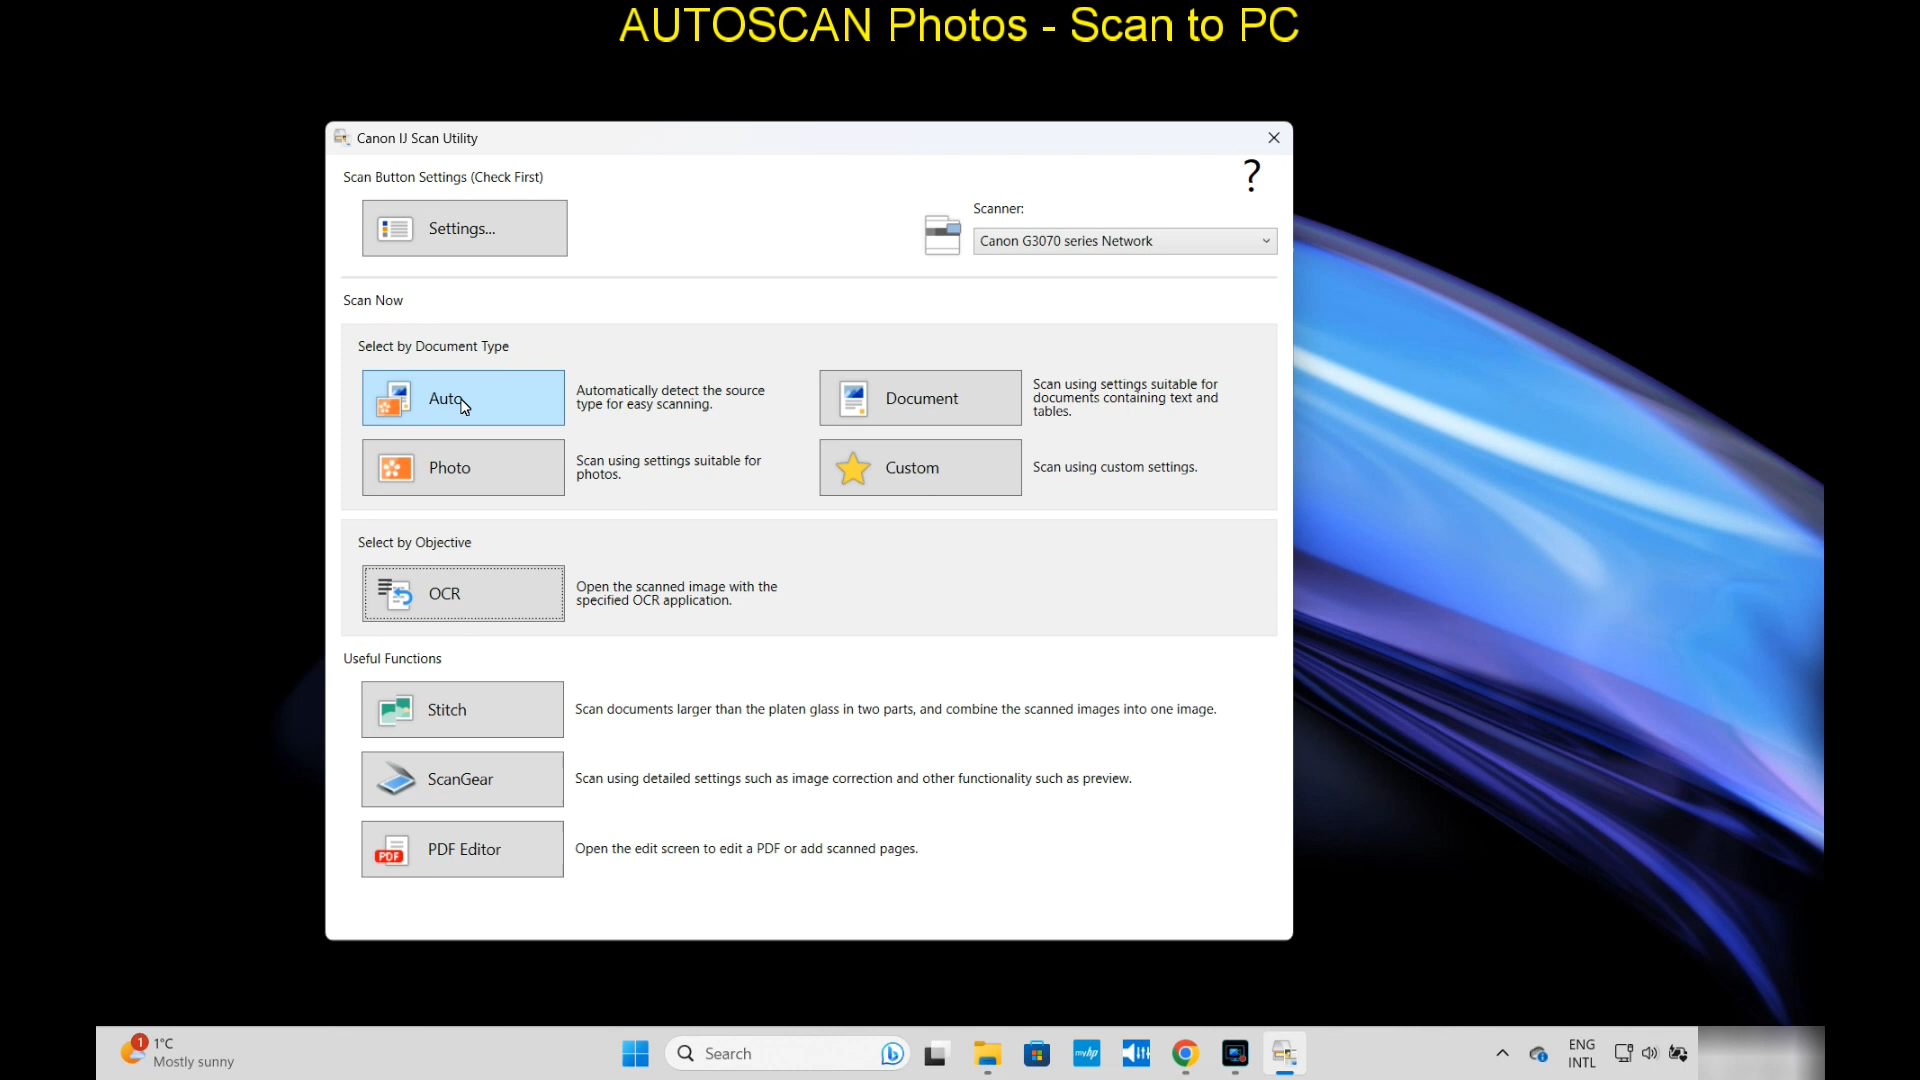 AUTOSCAN Photos - Scan to PC
Canon IJ Scan Utility
Scan Button Settings (Check First)
?
Settings...
Scanner:
Canon G3070 series Network
Scan Now
Select by Document Type
Auto
Automatically detect the source
type for easy scanning.
Document
Scan using settings suitable for
documents containing text and
tables.
Photo
Scan using settings suitable for
photos.
Custom
Scan using custom settings.
Select by Objective
OCR
Open the scanned image with the
specified OCR application.
Useful Functions
Stitch
Scan documents larger than the platen glass in two parts, and combine the scanned images into one image.
ScanGear
Scan using detailed settings such as image correction and other functionality such as preview.
PDF
PDF Editor
Open the edit screen to edit a PDF or add scanned pages.
1
1°C
Mostly sunny
Search
myhp
ENG
INTL